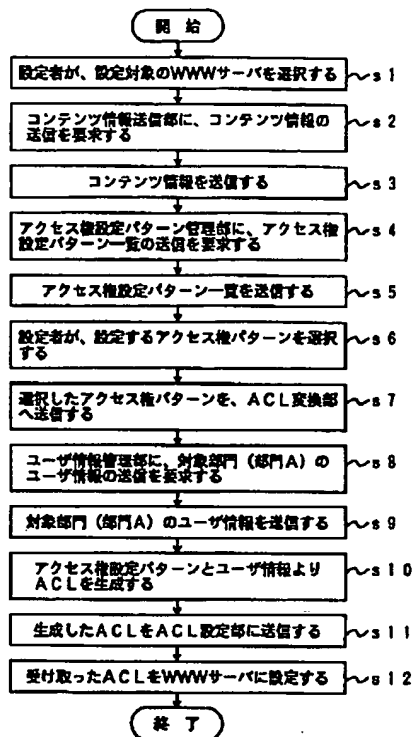 開 始
設定者が、設定対象のWWWサーバを選択する
～s1
コンテンツ情報送信部に、コンテンツ情報の
送信を要求する
～s2
コンテンツ情報を送信する
～s3
アクセス権設定パターン管理部に、アクセス権
設定パターン一覧の送信を要求する
～s4
アクセス権設定パターン一覧を送信する
～s5
設定者が、設定するアクセス権パターンを選択
する
～s6
選択したアクセス権パターンを、ACL変換部
へ送信する
～s7
ユーザ情報管理部に、対象部門(部門A)の
ユーザ情報の送信を要求する
～s8
対象部門(部門A)のユーザ情報を送信する
～s9
アクセス権設定パターンとユーザ情報より
ACLを生成する
～s10
生成したACLをACL設定部に送信する
～s11
受け取ったACLをWWWサーバに設定する
～s12
終 了